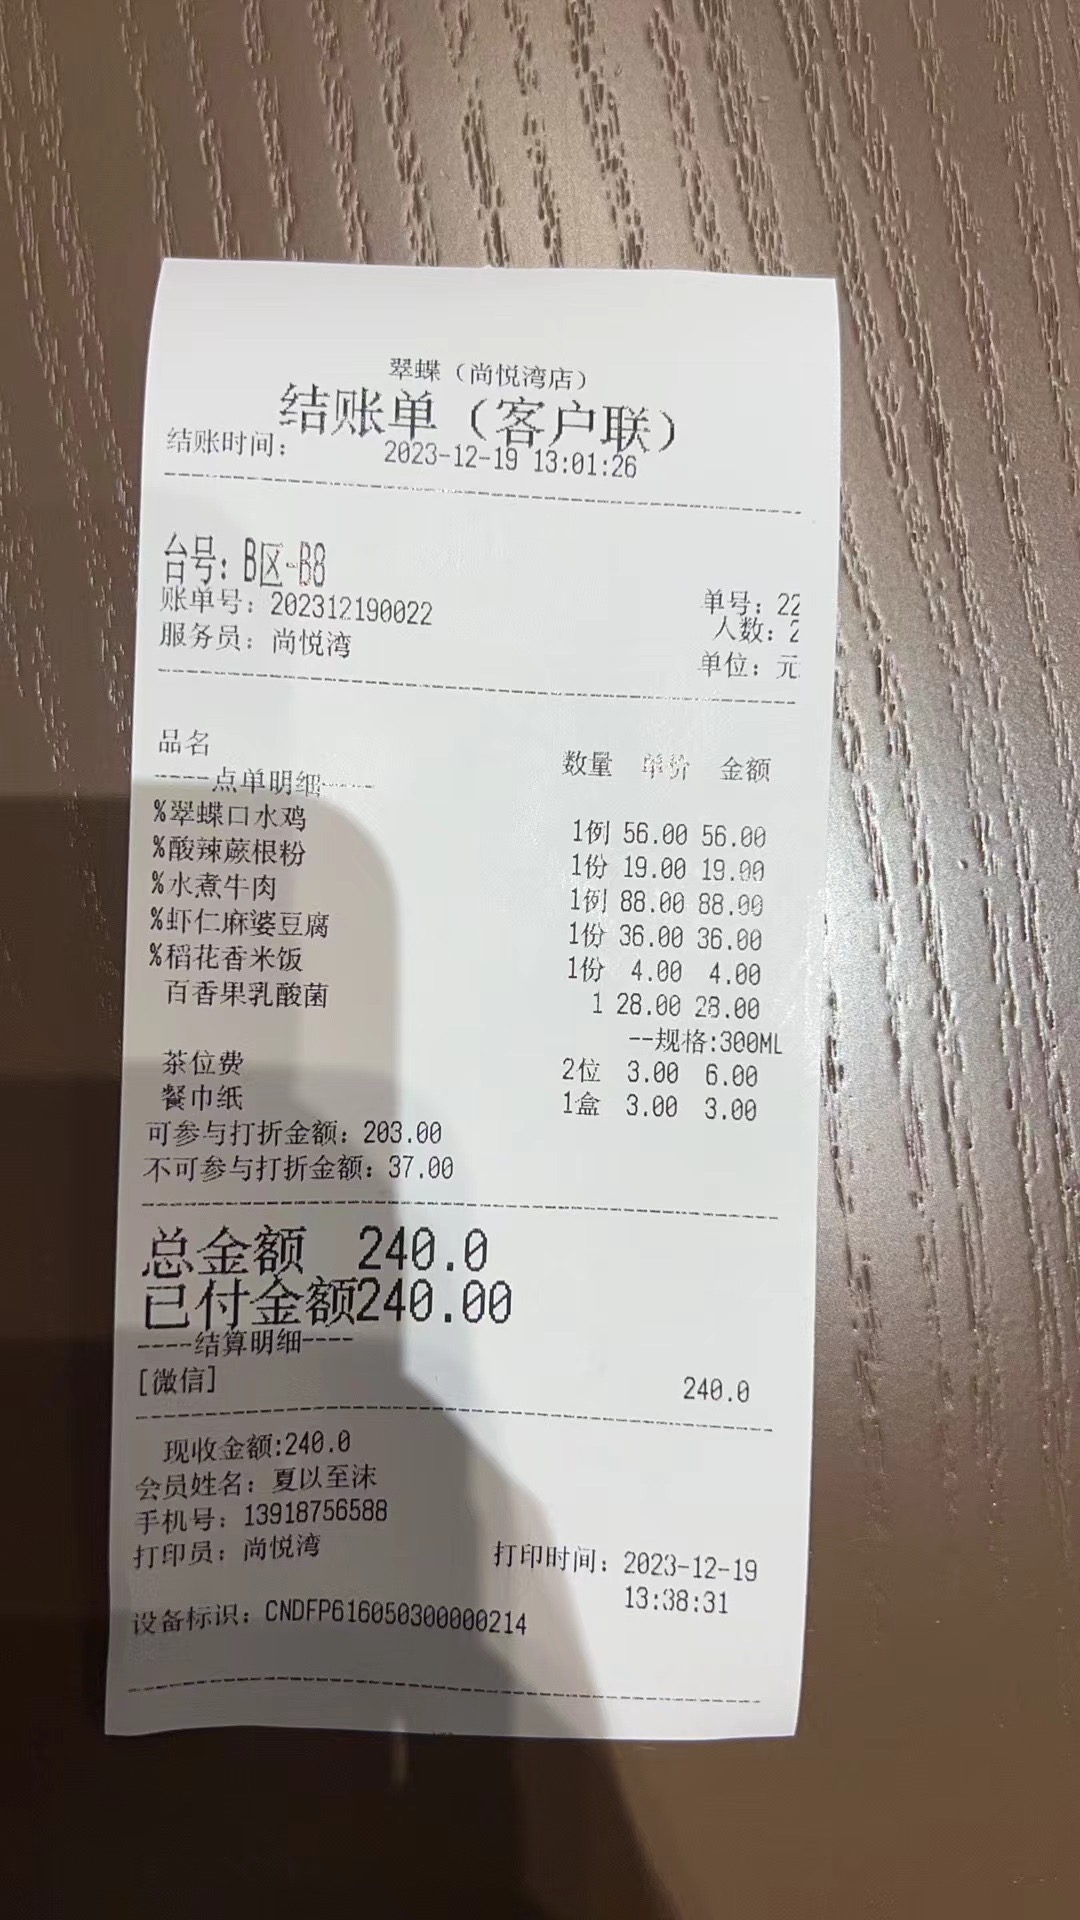 翠蝶（尚悦湾店）
结账单（客户联）
结账时间： 2023-12-19 13:01:26
台号：B区-B8
账单号：202312190022 单号：22
服务员：尚悦湾 人数：2
单位：元
品名 数量 单价 金额
----点单明细----
%翠蝶口水鸡 1例 56.00 56.00
%酸辣蕨根粉 1份 19.00 19.00
%水煮牛肉 1例 88.00 88.00
%虾仁麻婆豆腐 1份 36.00 36.00
%稻花香米饭 1份 4.00 4.00
百香果乳酸菌 1 28.00 28.00
--规格:300ML
茶位费 2位 3.00 6.00
餐巾纸 1盒 3.00 3.00
可参与打折金额：203.00
不可参与打折金额：37.00
总金额 240.0
已付金额240.00
----结算明细----
[微信] 240.0
现收金额:240.0
会员姓名：夏以至沫
手机号：13918756588
打印员：尚悦湾 打印时间：2023-12-19
13:38:31
设备标识：CNDFP616050300000214